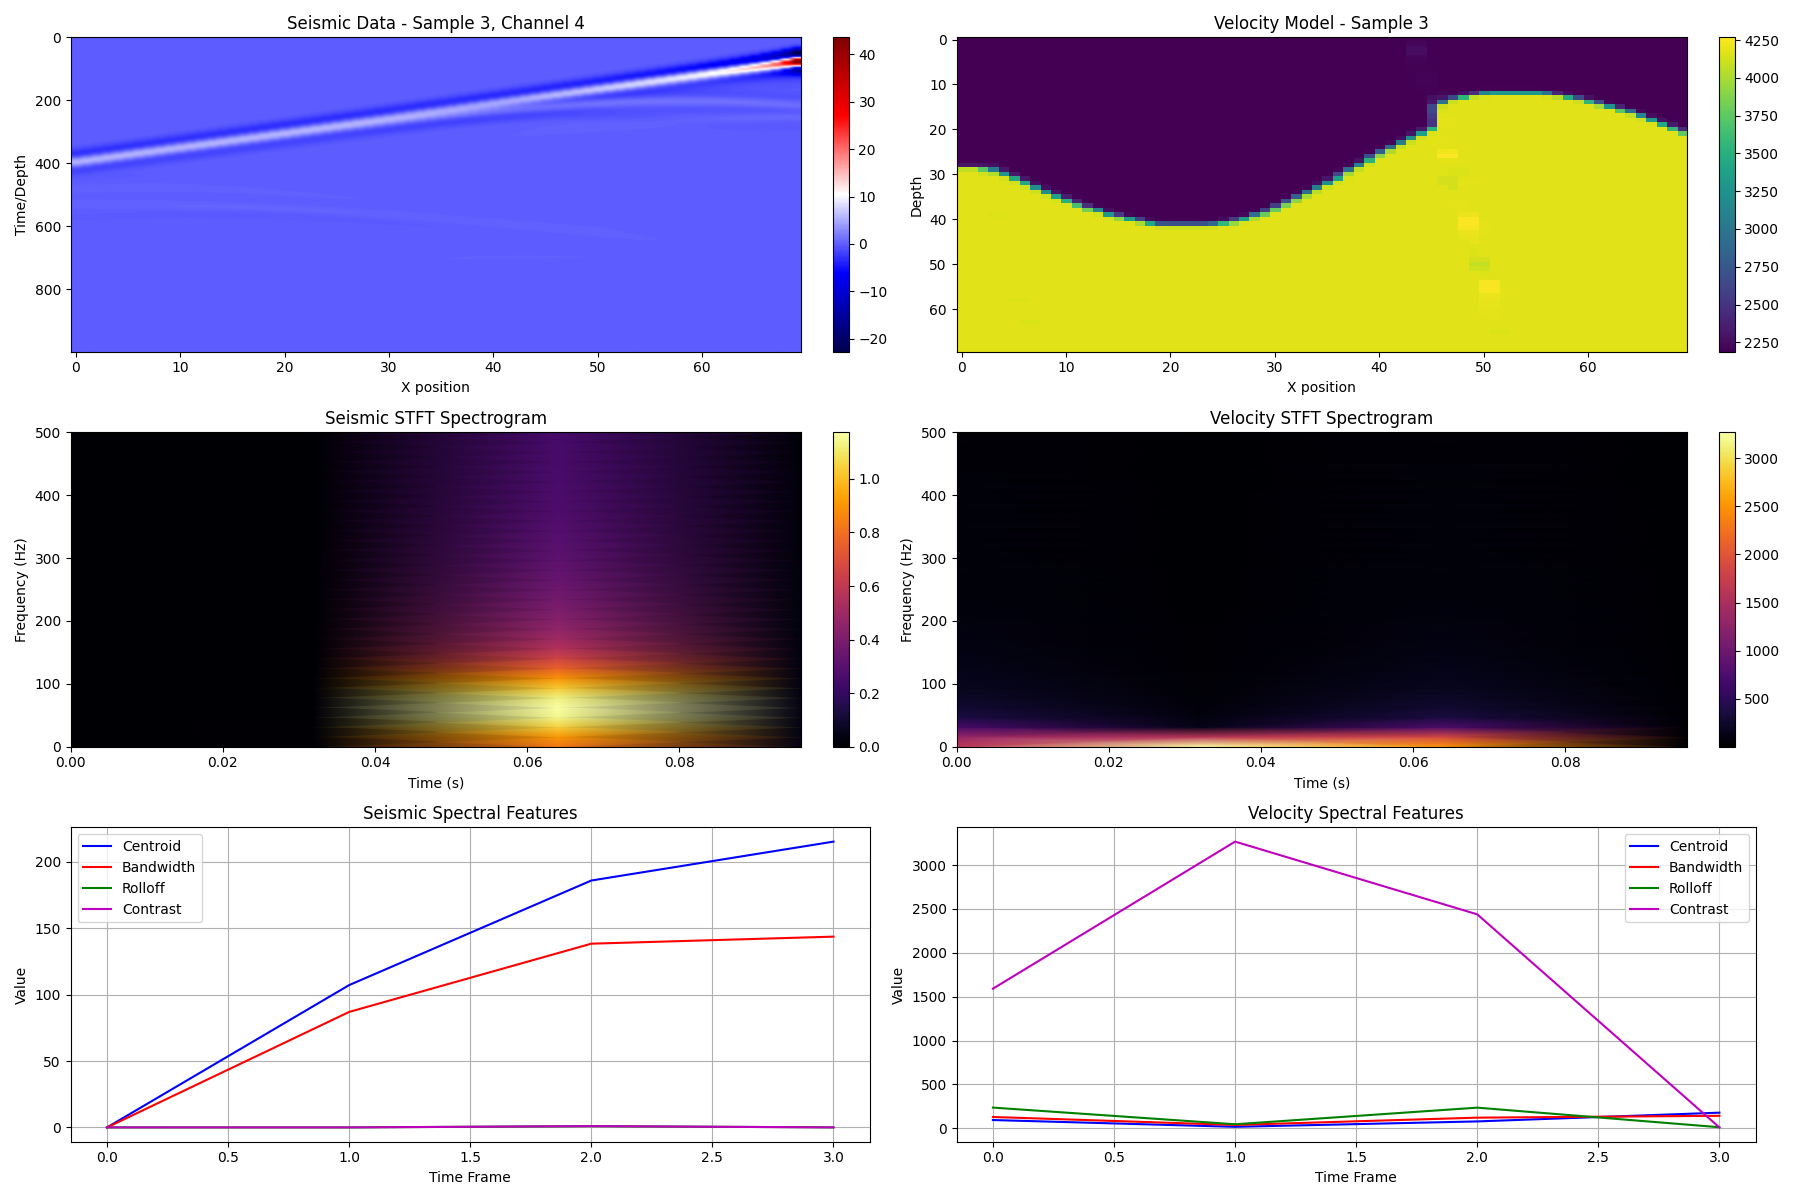 Seismic Data - Sample 3, Channel 4
0
200
400
600
800
Time/Depth
0 10 20 30 40 50 60
X position
40
30
20
10
0
−10
−20
Velocity Model - Sample 3
0
10
20
30
40
50
60
Depth
0 10 20 30 40 50 60
X position
4250
4000
3750
3500
3250
3000
2750
2500
2250
Seismic STFT Spectrogram
500
400
300
200
100
0
Frequency (Hz)
0.00 0.02 0.04 0.06 0.08
Time (s)
1.0
0.8
0.6
0.4
0.2
0.0
Velocity STFT Spectrogram
500
400
300
200
100
0
Frequency (Hz)
0.00 0.02 0.04 0.06 0.08
Time (s)
3000
2500
2000
1500
1000
500
Seismic Spectral Features
Centroid
Bandwidth
Rolloff
Contrast
200
150
100
50
0
Value
0.0 0.5 1.0 1.5 2.0 2.5 3.0
Time Frame
Velocity Spectral Features
Centroid
Bandwidth
Rolloff
Contrast
3000
2500
2000
1500
1000
500
0
Value
0.0 0.5 1.0 1.5 2.0 2.5 3.0
Time Frame